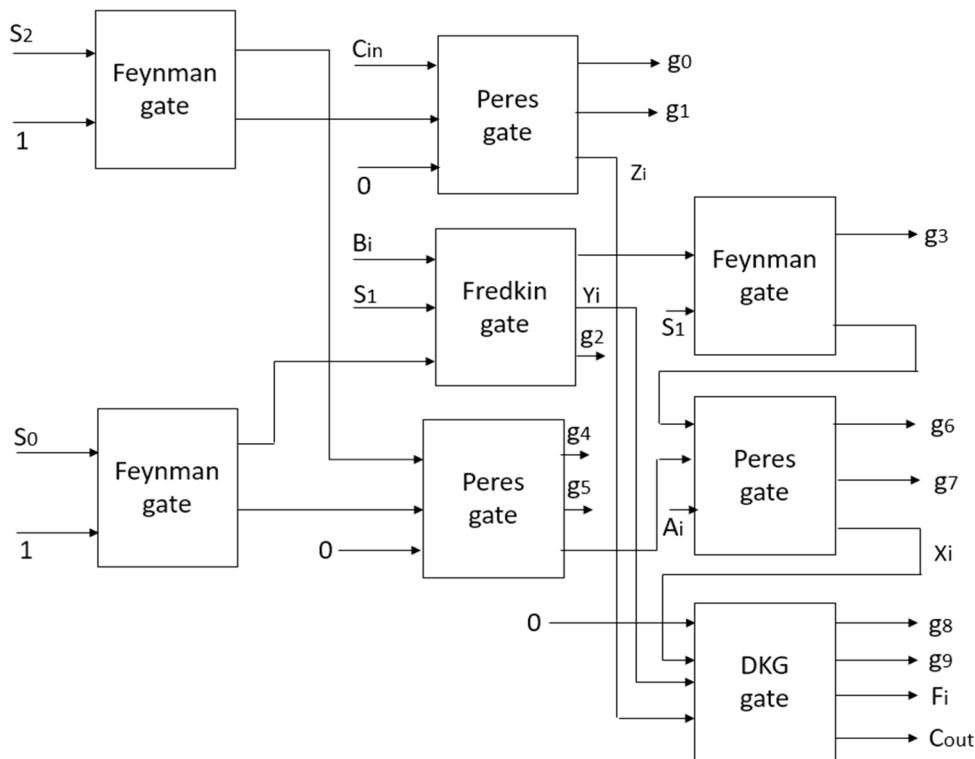 S2
Feynman
gate
1
Cin
Peres
gate
0
g0
g1
Zi
Bi
S1
Fredkin
gate
Yi
g2
Feynman
gate
S1
g3
S0
Feynman
gate
1
Peres
gate
0
g4
g5
Peres
gate
Ai
g6
g7
Xi
0
DKG
gate
g8
g9
Fi
Cout